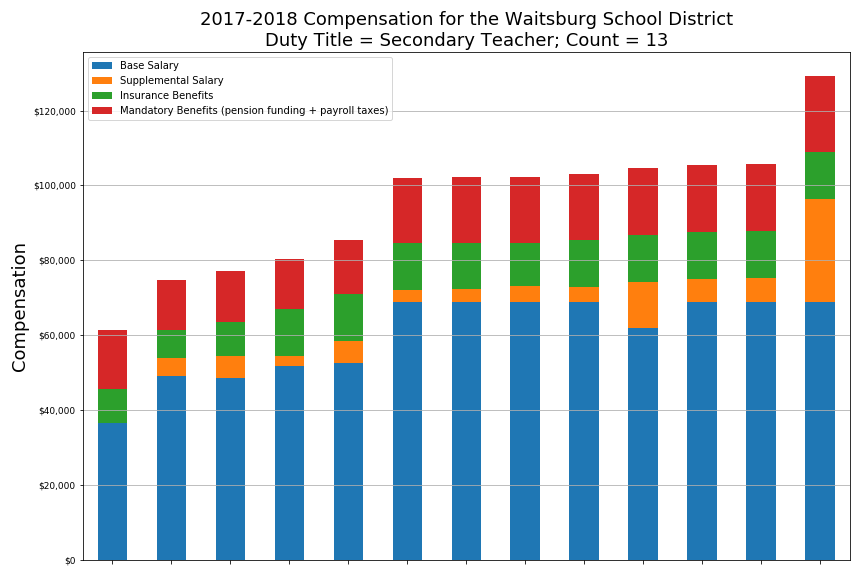 2017-2018 Compensation for the Waitsburg School District
Duty Title = Secondary Teacher; Count = 13
Base Salary
Supplemental Salary
Insurance Benefits
Mandatory Benefits (pension funding + payroll taxes)
$120,000
$100,000
$80,000
$60,000
$40,000
$20,000
$0
Compensation